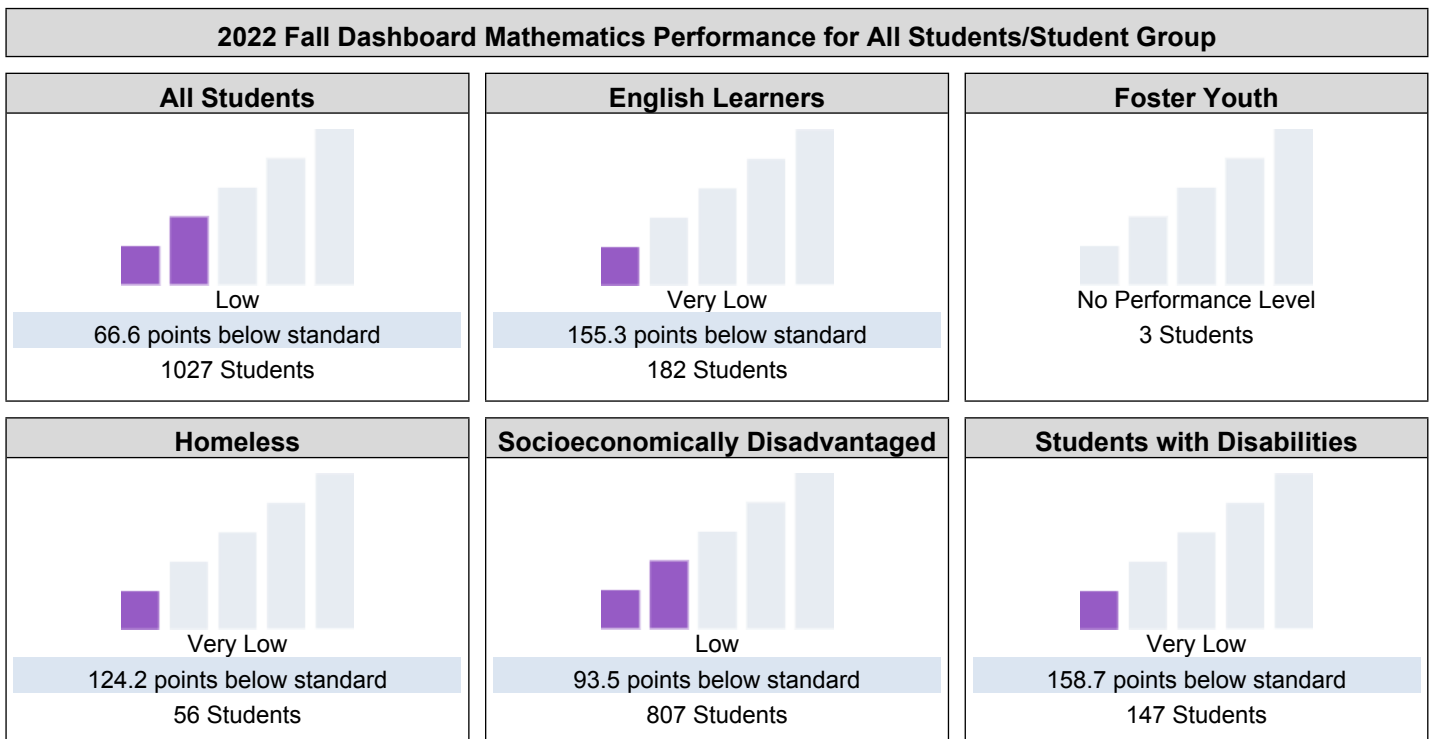 2022 Fall Dashboard Mathematics Performance for All Students/Student Group
All Students
Low
66.6 points below standard
1027 Students
English Learners
Very Low
155.3 points below standard
182 Students
Foster Youth
No Performance Level
3 Students
Homeless
Very Low
124.2 points below standard
56 Students
Socioeconomically Disadvantaged
Low
93.5 points below standard
807 Students
Students with Disabilities
Very Low
158.7 points below standard
147 Students